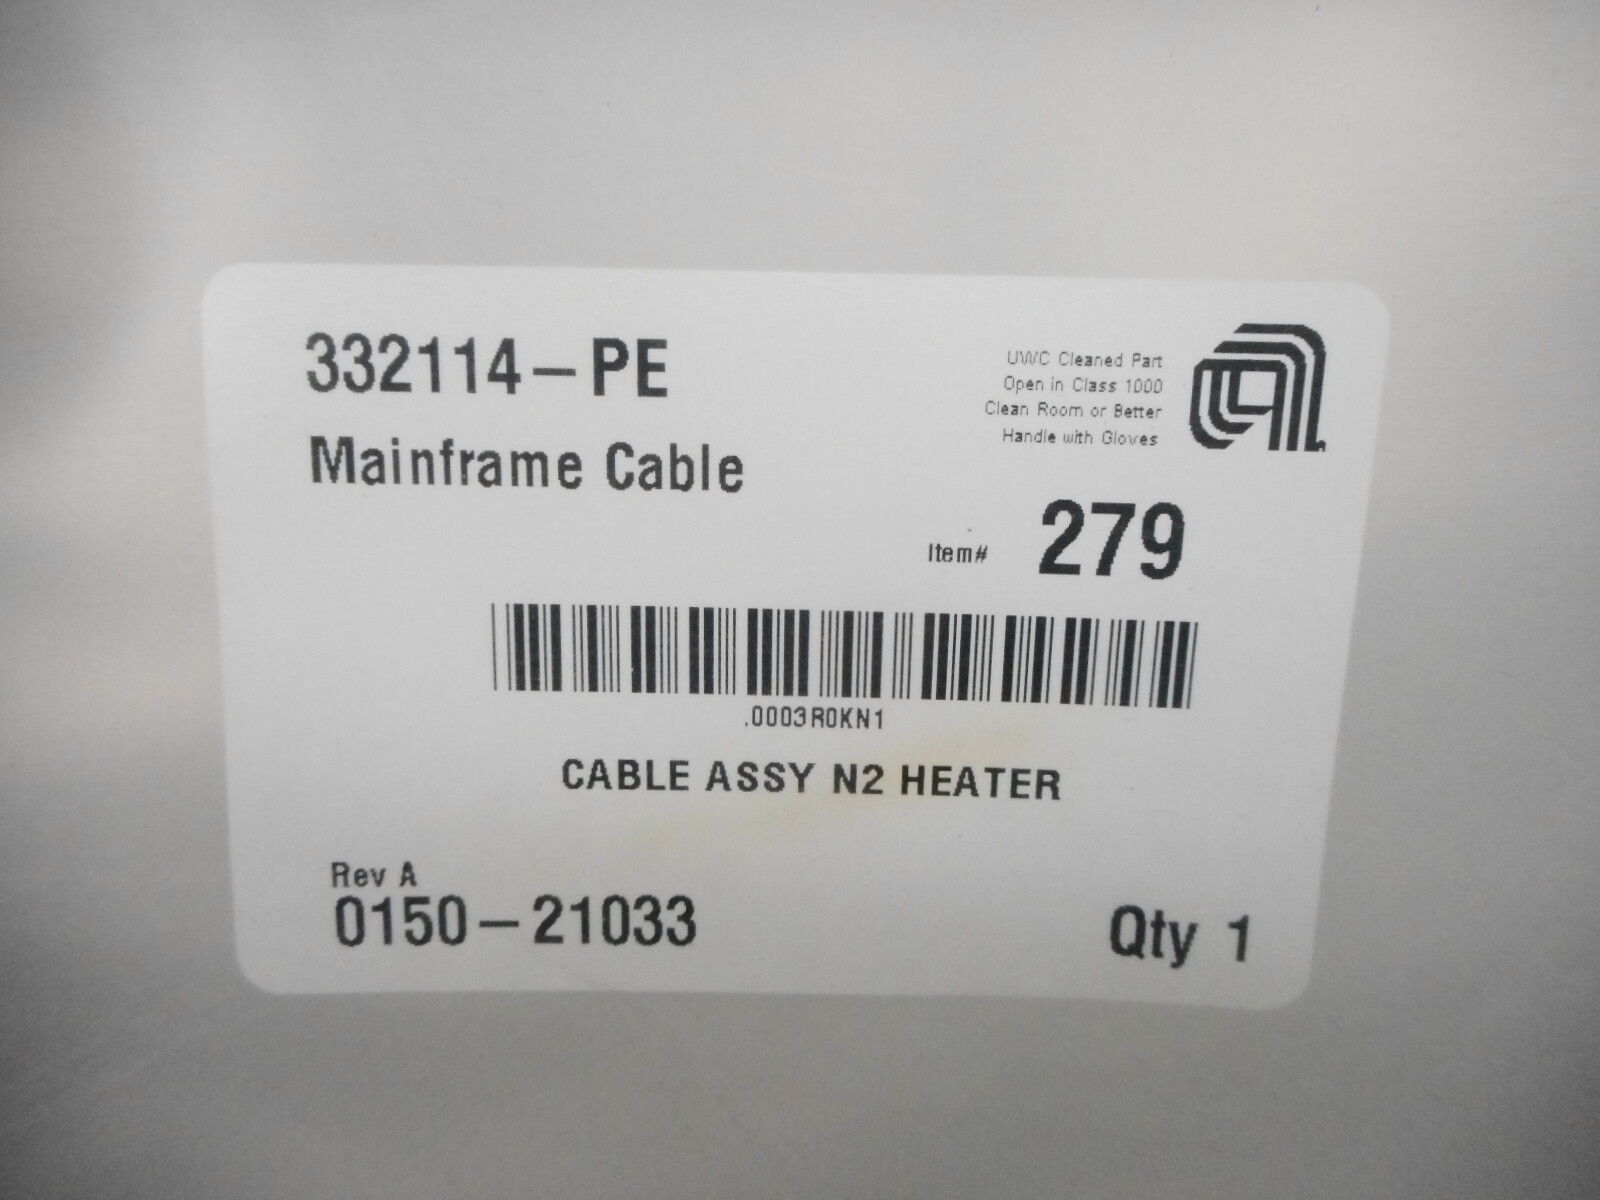 332114-PE
Mainframe Cable
UWC Cleaned Part
Open in Class 1000
Clean Room or Better
Handle with Gloves
Item# 279
.0003R0KN1
CABLE ASSY N2 HEATER
Rev A
0150-21033
Qty 1